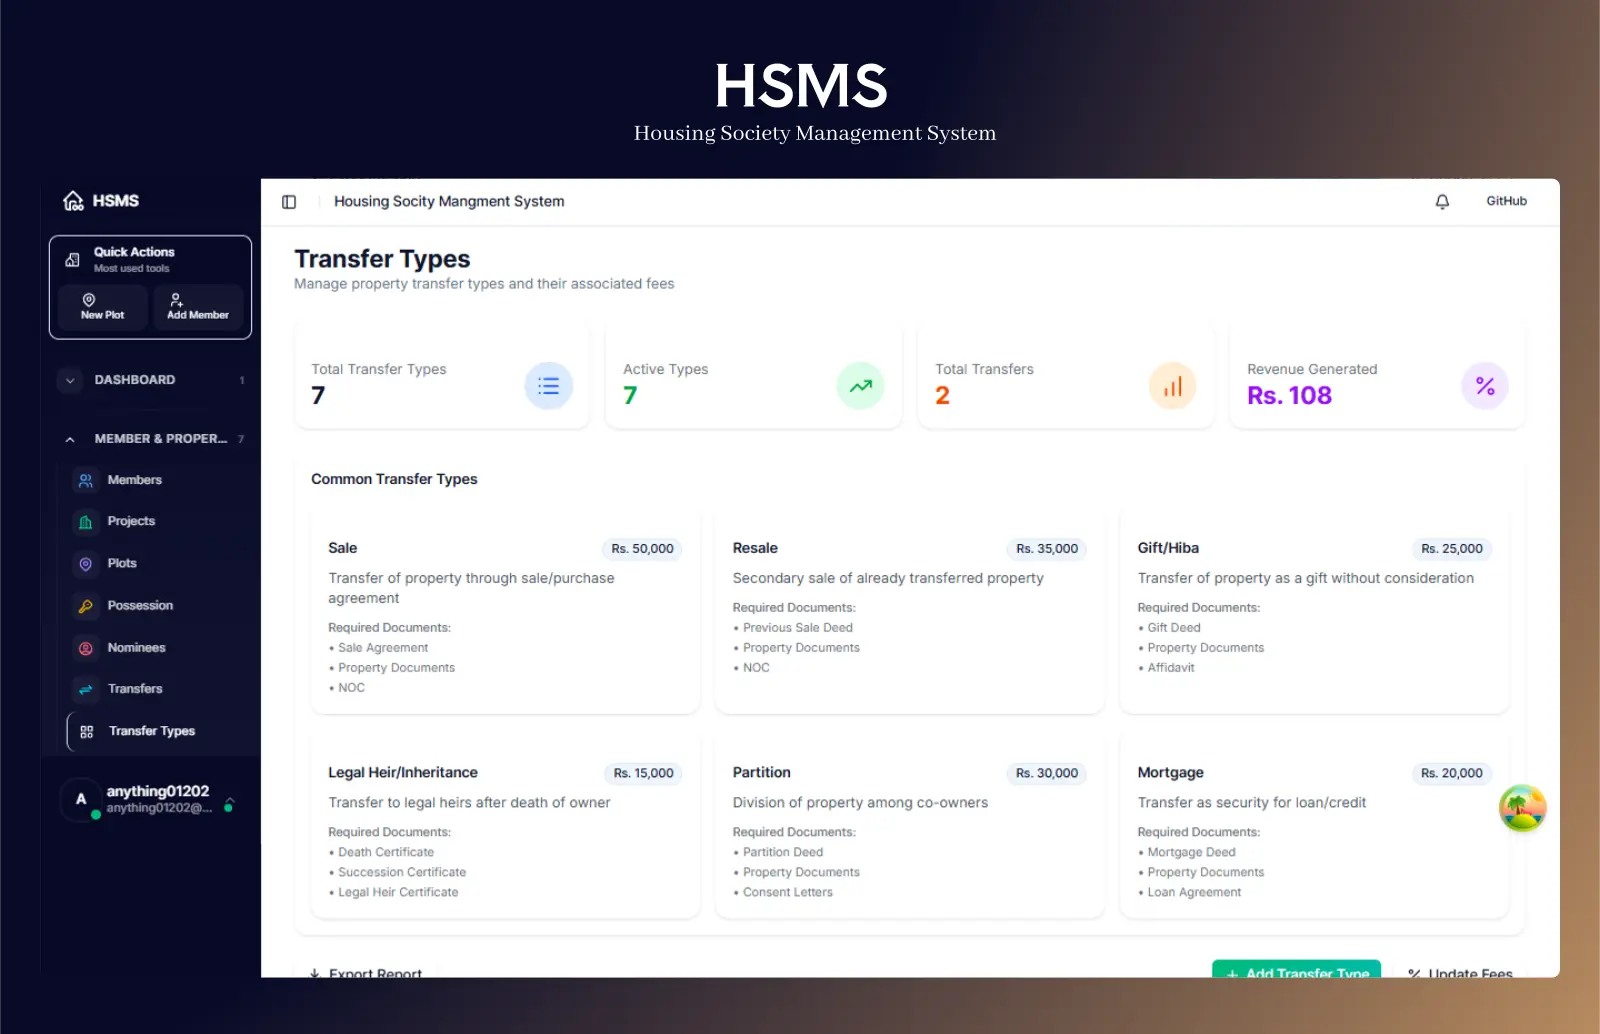 HSMS
Housing Society Management System
HSMS
Quick Actions
Most used tools
New Plot
Add Member
DASHBOARD 1
MEMBER & PROPER... 7
Members
Projects
Plots
Possession
Nominees
Transfers
Transfer Types
A
anything01202
anything01202@...
Housing Socity Mangment System
GitHub
Transfer Types
Manage property transfer types and their associated fees
Total Transfer Types
7
Active Types
7
Total Transfers
2
Revenue Generated
Rs. 108
Common Transfer Types
Sale
Rs. 50,000
Transfer of property through sale/purchase
agreement
Required Documents:
• Sale Agreement
• Property Documents
• NOC
Resale
Rs. 35,000
Secondary sale of already transferred property
Required Documents:
• Previous Sale Deed
• Property Documents
• NOC
Gift/Hiba
Rs. 25,000
Transfer of property as a gift without consideration
Required Documents:
• Gift Deed
• Property Documents
• Affidavit
Legal Heir/Inheritance
Rs. 15,000
Transfer to legal heirs after death of owner
Required Documents:
• Death Certificate
• Succession Certificate
• Legal Heir Certificate
Partition
Rs. 30,000
Division of property among co-owners
Required Documents:
• Partition Deed
• Property Documents
• Consent Letters
Mortgage
Rs. 20,000
Transfer as security for loan/credit
Required Documents:
• Mortgage Deed
• Property Documents
• Loan Agreement
Export Report
+ Add Transfer Type
% Update Fees